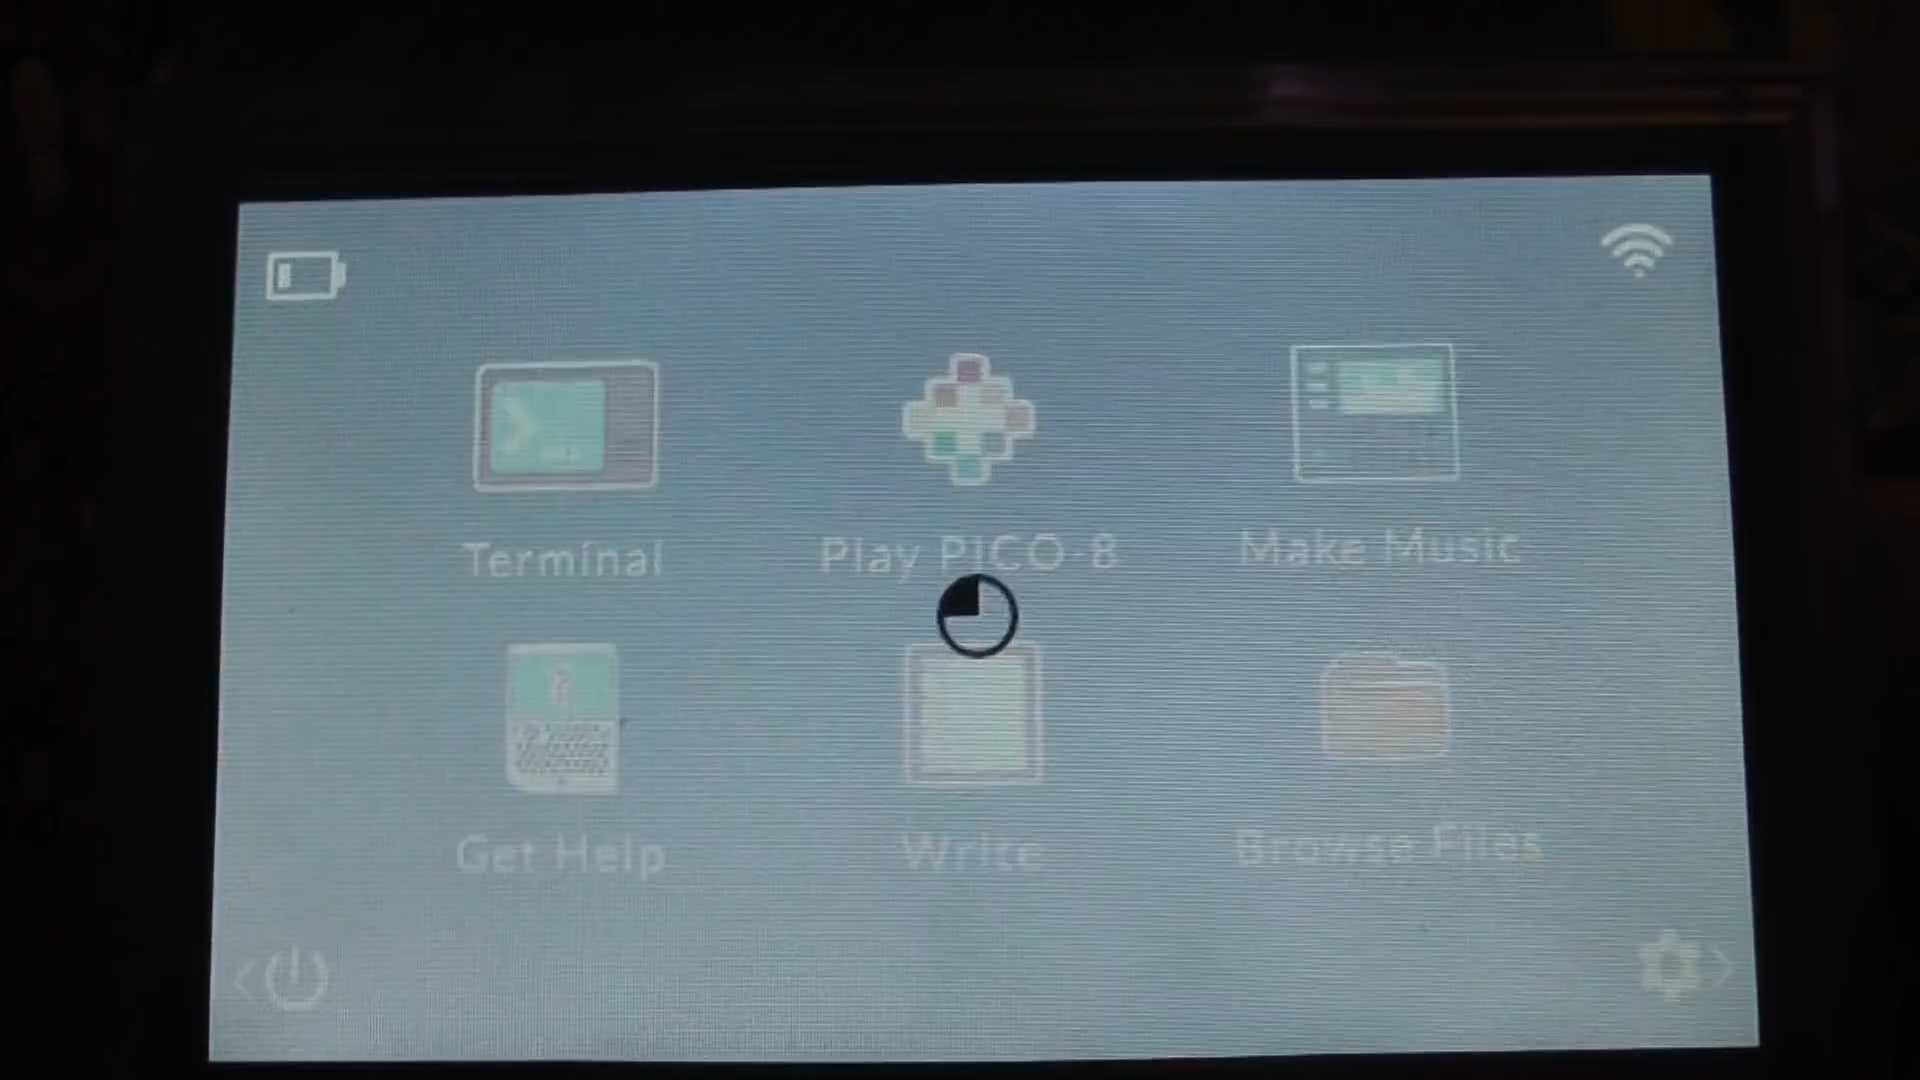 Terminal
Play PICO-8
Make Music
?
Get Help
Write
Browse Files